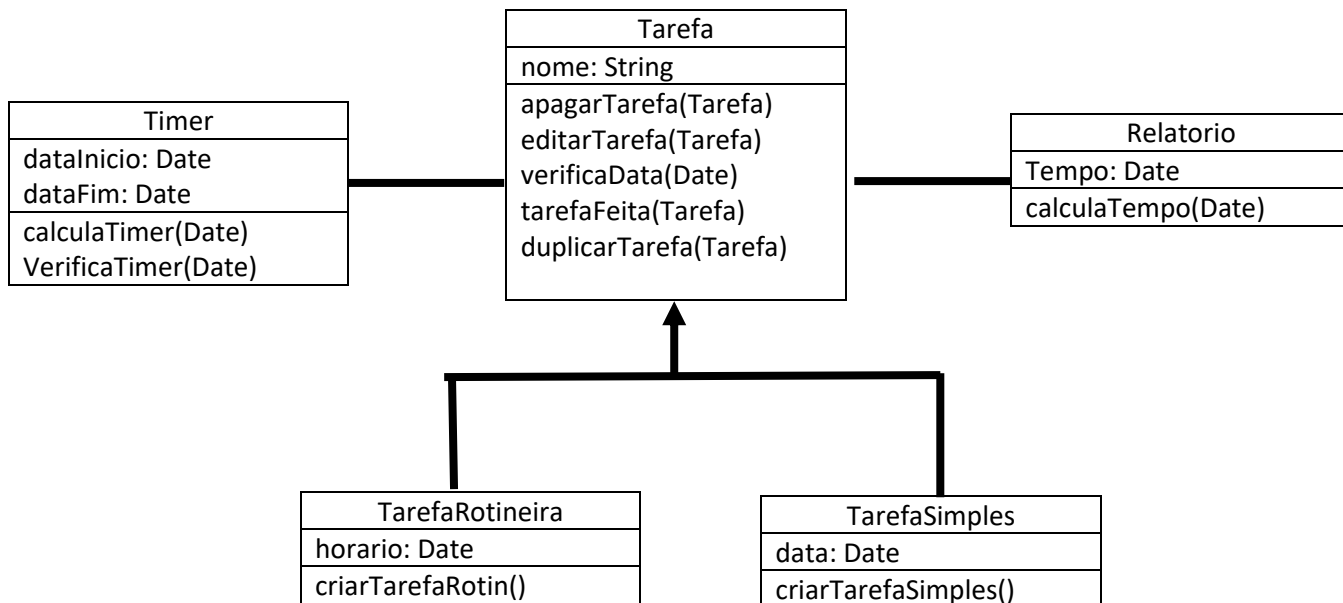 Tarefa
nome: String
apagarTarefa(Tarefa)
editarTarefa(Tarefa)
verificaData(Date)
tarefaFeita(Tarefa)
duplicarTarefa(Tarefa)
Timer
dataInicio: Date
dataFim: Date
calculaTimer(Date)
VerificaTimer(Date)
Relatorio
Tempo: Date
calculaTempo(Date)
TarefaRotineira
horario: Date
criarTarefaRotin()
TarefaSimples
data: Date
criarTarefaSimples()